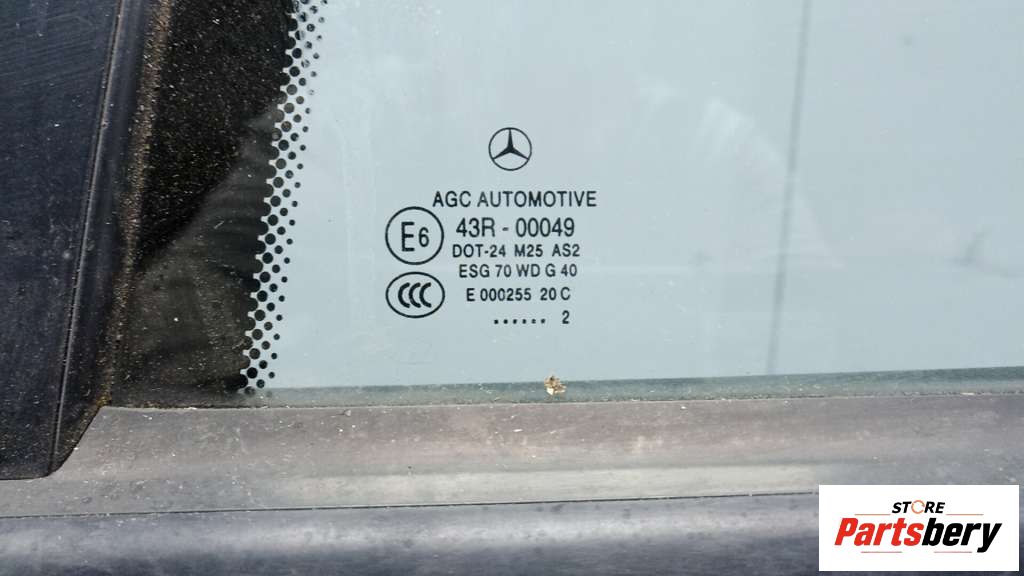 AGC AUTOMOTIVE
E6
43R - 00049
DOT-24 M25 AS2
ESG 70 WD G 40
CCC
E 000255 20 C
...... 2
STORE
Partsbery